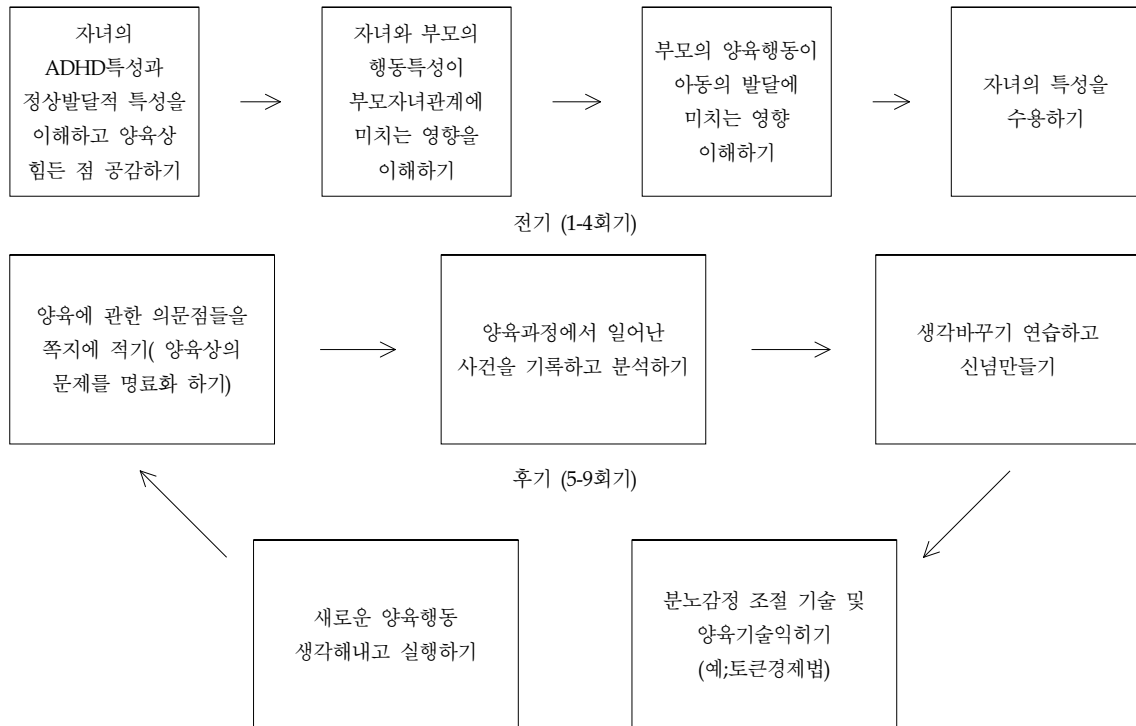 자녀의
ADHD특성과
정상발달적 특성을
이해하고 양육상
힘든 점 공감하기
자녀와 부모의
행동특성이
부모자녀관계에
미치는 영향을
이해하기
부모의 양육행동이
아동의 발달에
미치는 영향
이해하기
자녀의 특성을
수용하기
전기 (1-4회기)
양육에 관한 의문점들을
쪽지에 적기( 양육상의
문제를 명료화 하기)
양육과정에서 일어난
사건을 기록하고 분석하기
생각바꾸기 연습하고
신념만들기
후기 (5-9회기)
새로운 양육행동
생각해내고 실행하기
분노감정 조절 기술 및
양육기술익히기
(예;토큰경제법)